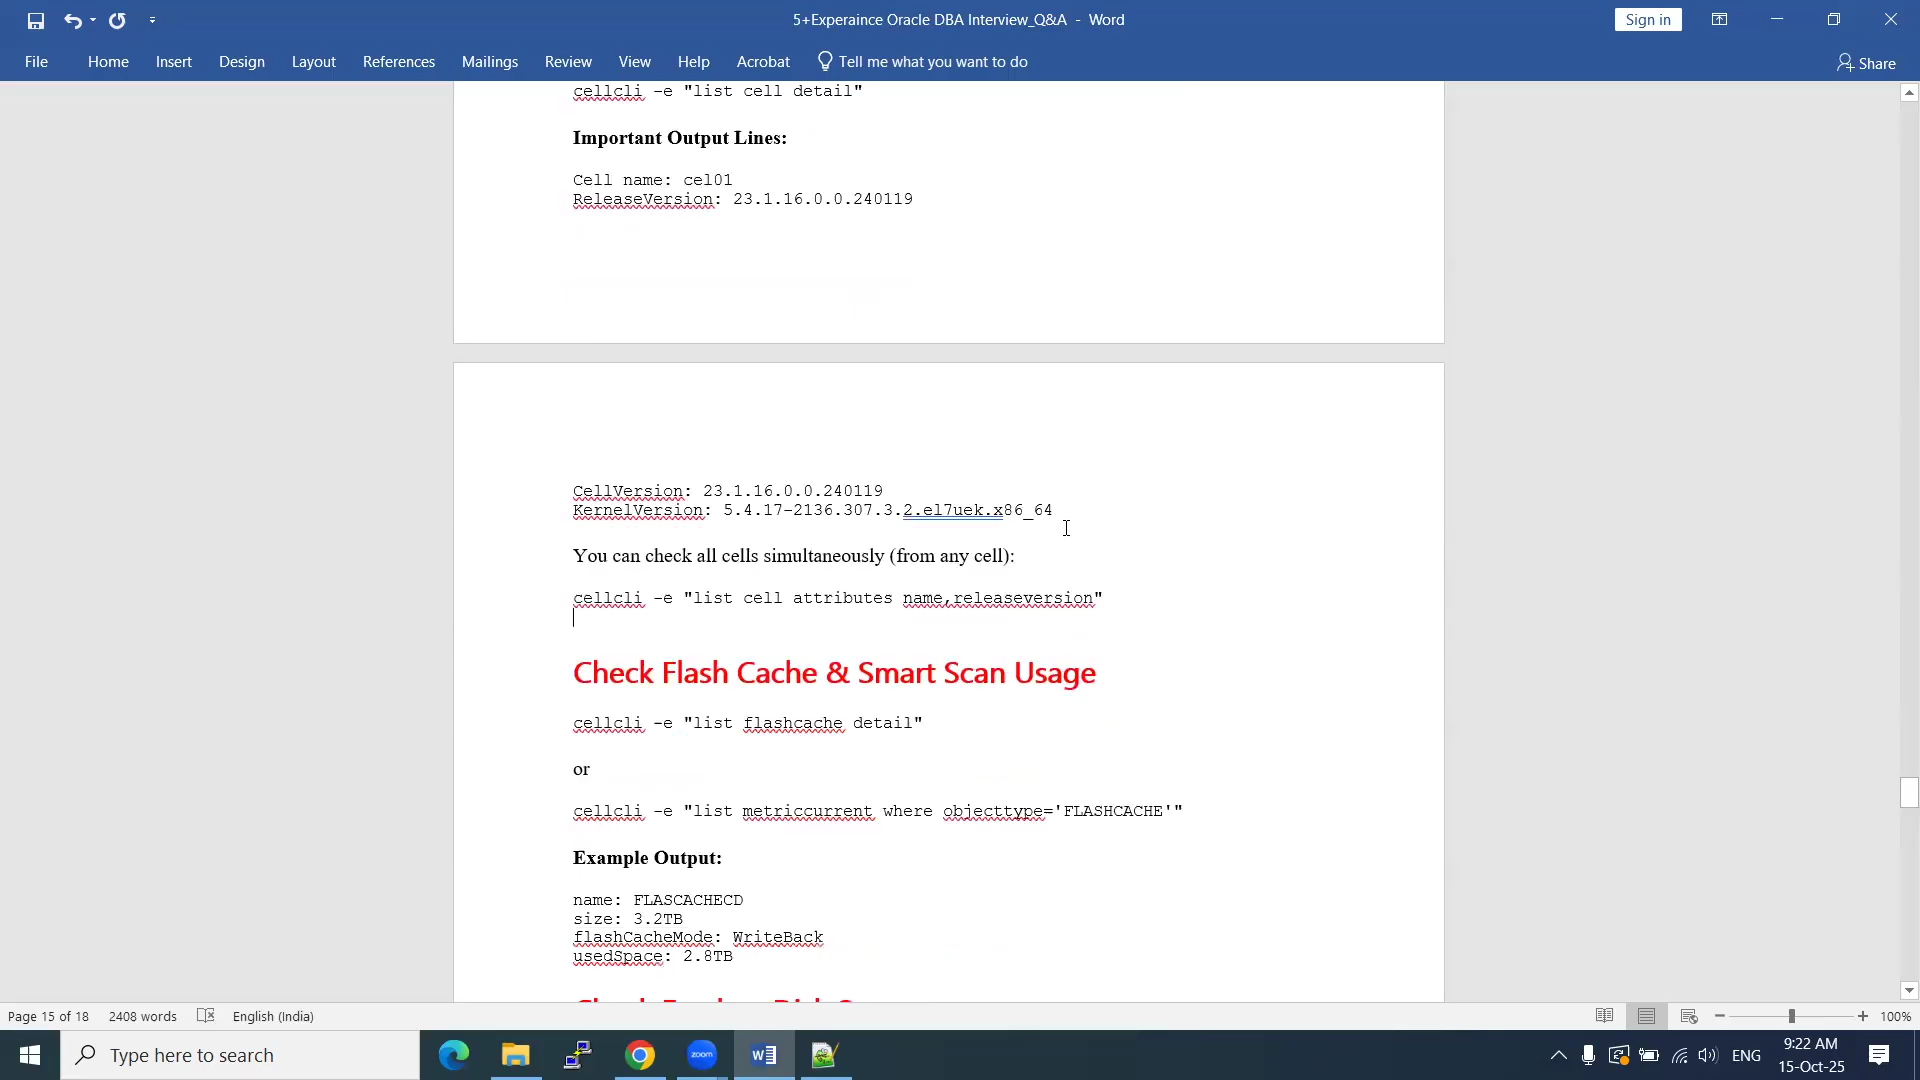 5+Experaince Oracle DBA Interview_Q&A - Word
Sign in
File Home Insert Design Layout References Mailings Review View Help Acrobat Tell me what you want to do
Share
cellcli -e "list cell detail"
Important Output Lines:
Cell name: cel01
ReleaseVersion: 23.1.16.0.0.240119
CellVersion: 23.1.16.0.0.240119
KernelVersion: 5.4.17-2136.307.3.2.el7uek.x86_64
You can check all cells simultaneously (from any cell):
cellcli -e "list cell attributes name,releaseversion"
Check Flash Cache & Smart Scan Usage
cellcli -e "list flashcache detail"
or
cellcli -e "list metriccurrent where objecttype='FLASHCACHE'"
Example Output:
name: FLASCACHECD
size: 3.2TB
flashCacheMode: WriteBack
usedSpace: 2.8TB
Page 15 of 18 2408 words English (India) 100%
Type here to search
zoom
ENG
9:22 AM
15-Oct-25